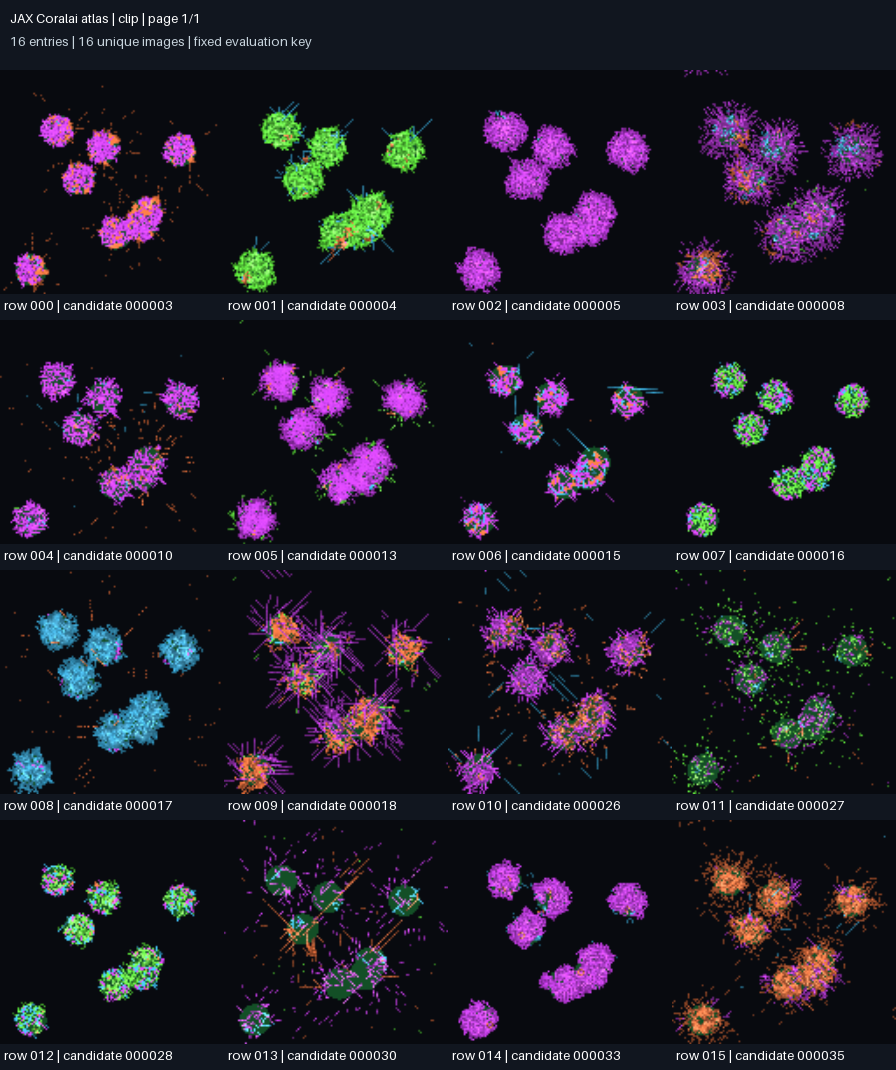 JAX Coralai atlas | clip | page 1/1
16 entries | 16 unique images | fixed evaluation key
row 000 | candidate 000003
row 001 | candidate 000004
row 002 | candidate 000005
row 003 | candidate 000008
row 004 | candidate 000010
row 005 | candidate 000013
row 006 | candidate 000015
row 007 | candidate 000016
row 008 | candidate 000017
row 009 | candidate 000018
row 010 | candidate 000026
row 011 | candidate 000027
row 012 | candidate 000028
row 013 | candidate 000030
row 014 | candidate 000033
row 015 | candidate 000035